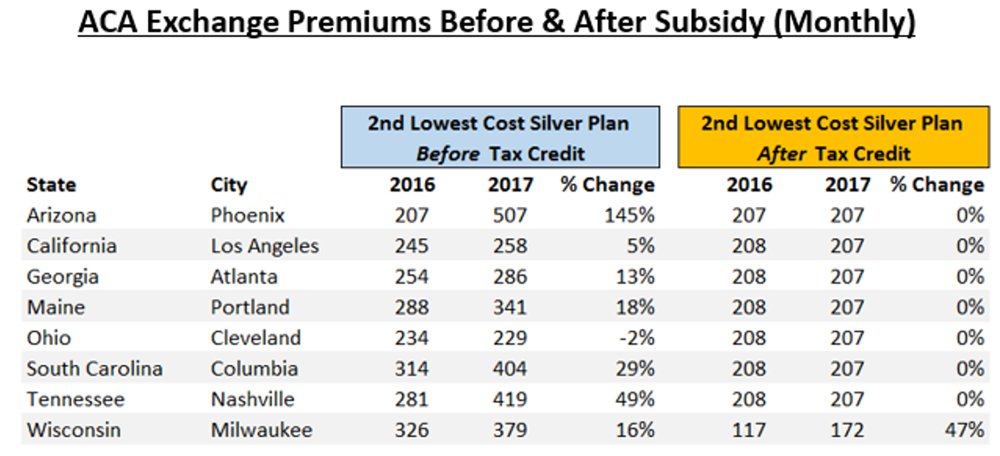 ACA Exchange Premiums Before & After Subsidy (Monthly)
2nd Lowest Cost Silver Plan 2nd Lowest Cost Silver Plan
Before Tax Credit After Tax Credit
State City 2016 2017 % Change 2016 2017 % Change
Arizona Phoenix 207 507 145% 207 207 0%
California Los Angeles 245 258 5% 208 207 0%
Georgia Atlanta 254 286 13% 208 207 0%
Maine Portland 288 341 18% 208 207 0%
Ohio Cleveland 234 229 -2% 208 207 0%
South Carolina Columbia 314 404 29% 208 207 0%
Tennessee Nashville 281 419 49% 208 207 0%
Wisconsin Milwaukee 326 379 16% 117 172 47%